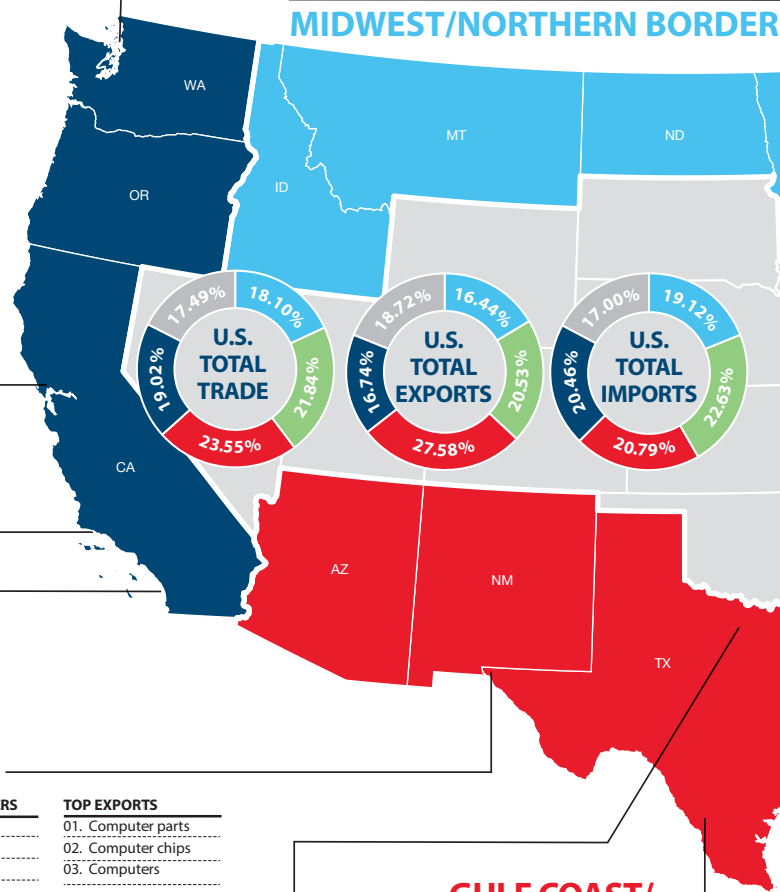 MIDWEST/NORTHERN BORDER
WA
MT
ND
OR
ID
17.49%
18.10%
19.02%
21.84%
23.55%
U.S.
TOTAL
TRADE
18.72%
16.44%
16.74%
20.53%
27.58%
U.S.
TOTAL
EXPORTS
17.00%
19.12%
20.46%
22.63%
20.79%
U.S.
TOTAL
IMPORTS
CA
AZ
NM
TX
RS
TOP EXPORTS
01. Computer parts
02. Computer chips
03. Computers
GULF COAST/